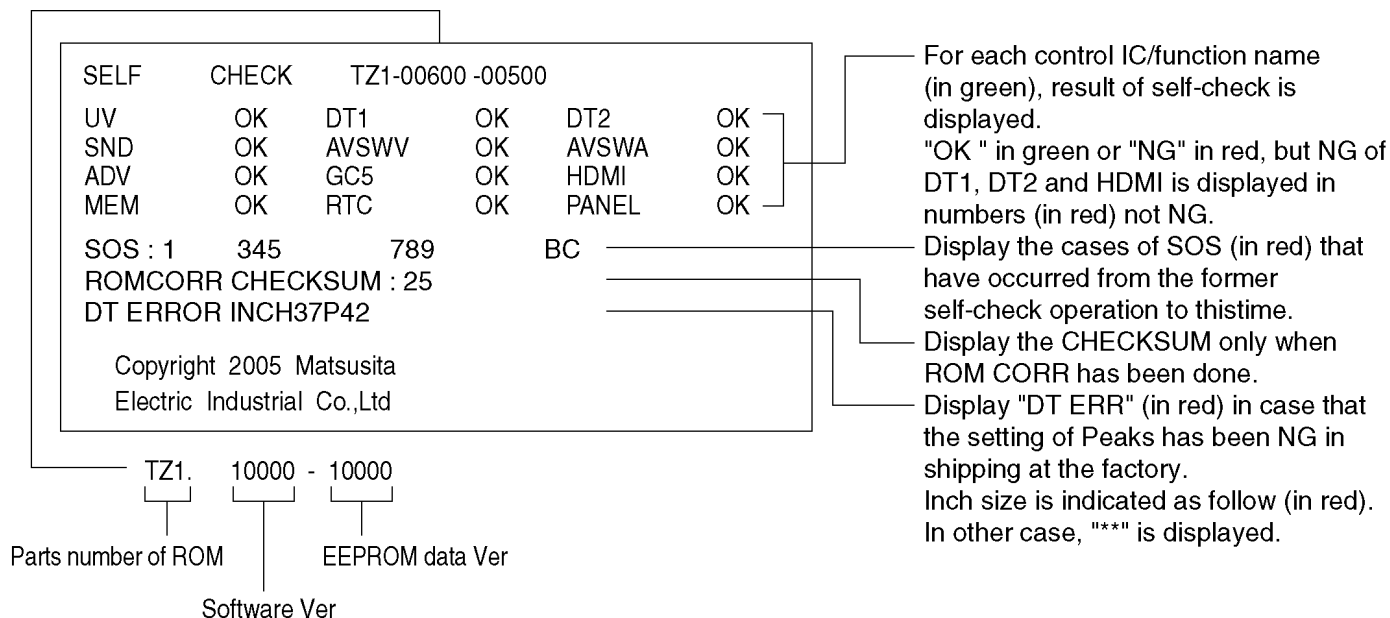 SELF CHECK TZ1-00600 -00500
UV OK DT1 OK DT2 OK
SND OK AVSWV OK AVSWA OK
ADV OK GC5 OK HDMI OK
MEM OK RTC OK PANEL OK
SOS : 1 345 789 BC
ROMCORR CHECKSUM : 25
DT ERROR INCH37P42
Copyright 2005 Matsusita
Electric Industrial Co.,Ltd
TZ1. 10000 - 10000
Parts number of ROM
EEPROM data Ver
Software Ver
For each control IC/function name
(in green), result of self-check is
displayed.
"OK " in green or "NG" in red, but NG of
DT1, DT2 and HDMI is displayed in
numbers (in red) not NG.
Display the cases of SOS (in red) that
have occurred from the former
self-check operation to thistime.
Display the CHECKSUM only when
ROM CORR has been done.
Display "DT ERR" (in red) in case that
the setting of Peaks has been NG in
shipping at the factory.
Inch size is indicated as follow (in red).
In other case, "**" is displayed.